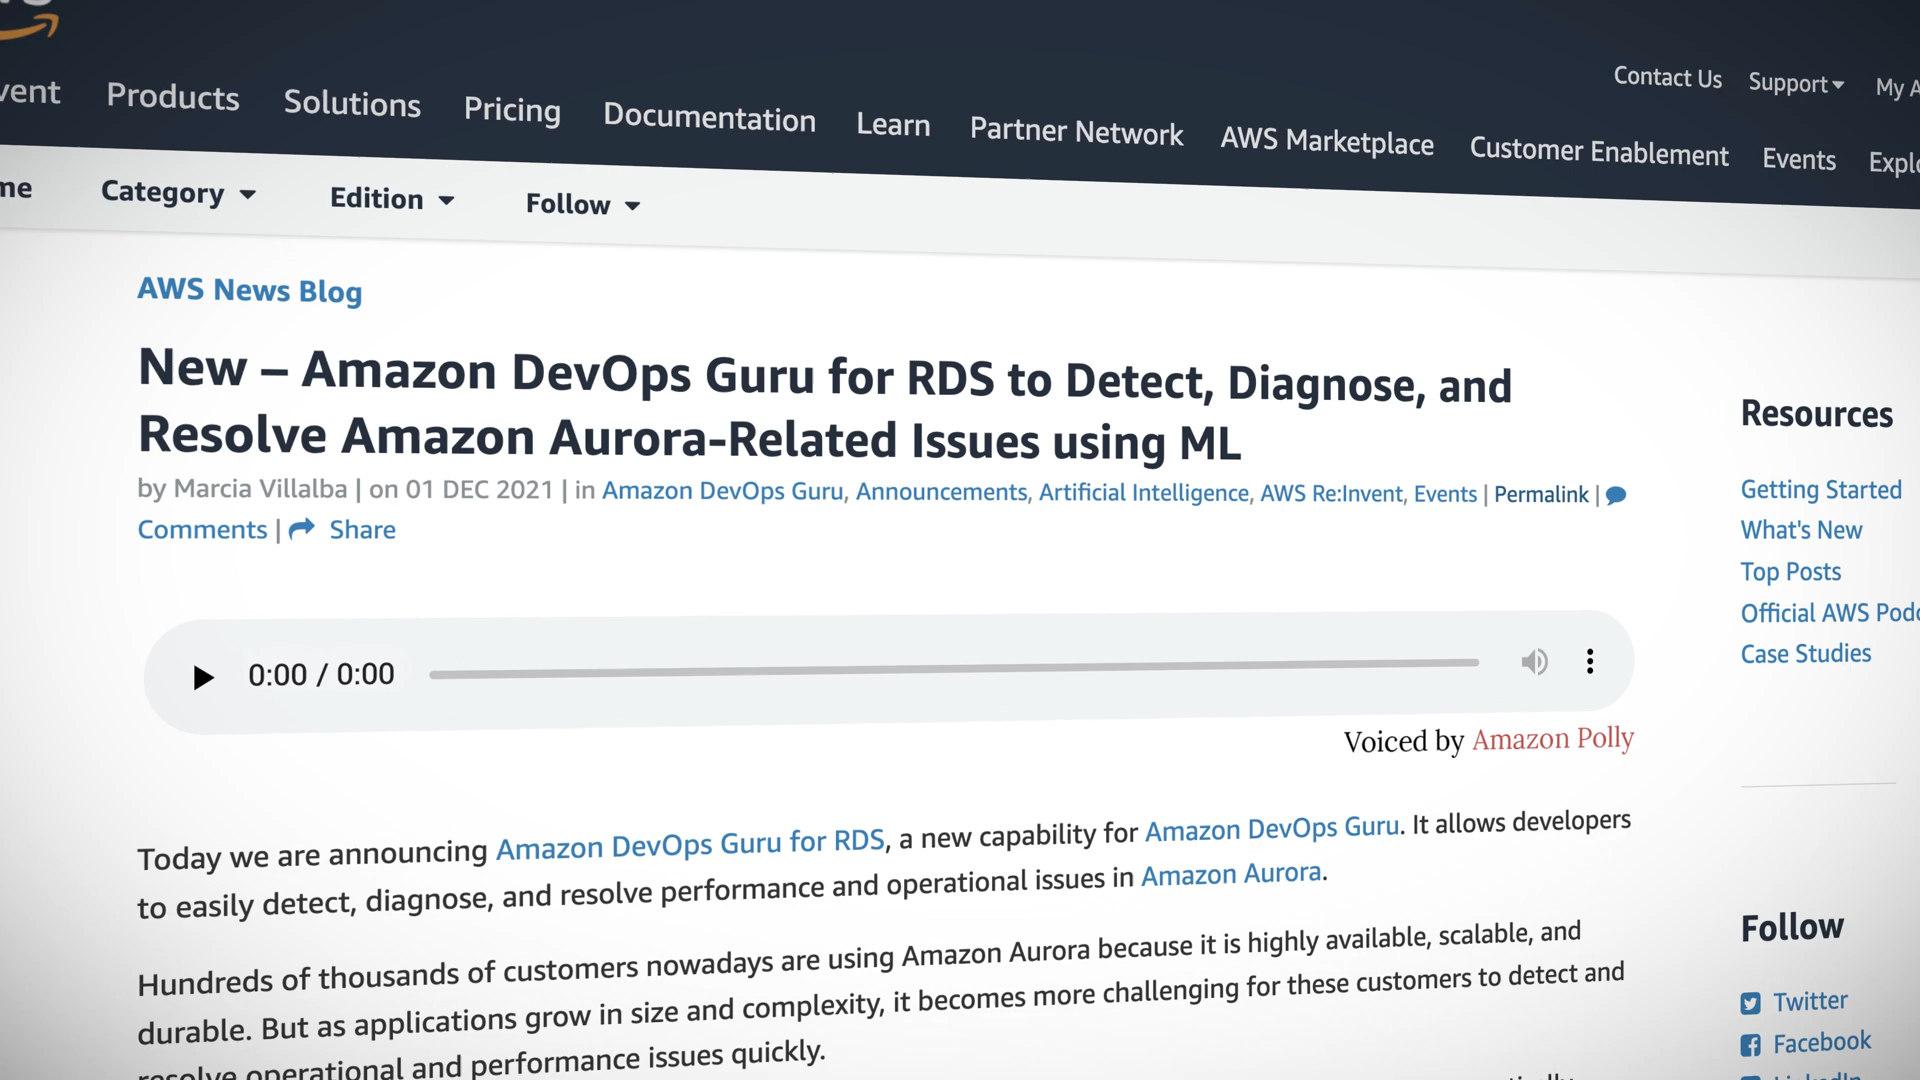 Contact Us Support My
Products Solutions Pricing Documentation Learn Partner Network AWS Marketplace Customer Enablement Events
Category Edition Follow
AWS News Blog
New – Amazon DevOps Guru for RDS to Detect, Diagnose, and
Resolve Amazon Aurora-Related Issues using ML
by Marcia Villalba | on 01 DEC 2021 | in Amazon DevOps Guru, Announcements, Artificial Intelligence, AWS Re:Invent, Events | Permalink |
Comments | Share
0:00 / 0:00
Voiced by Amazon Polly
Today we are announcing Amazon DevOps Guru for RDS, a new capability for Amazon DevOps Guru. It allows developers
to easily detect, diagnose, and resolve performance and operational issues in Amazon Aurora.
Hundreds of thousands of customers nowadays are using Amazon Aurora because it is highly available, scalable, and
durable. But as applications grow in size and complexity, it becomes more challenging for these customers to detect and
resolve operational and performance issues quickly.
Resources
Getting Started
What's New
Top Posts
Official AWS Podc
Case Studies
Follow
Twitter
Facebook
LinkedIn